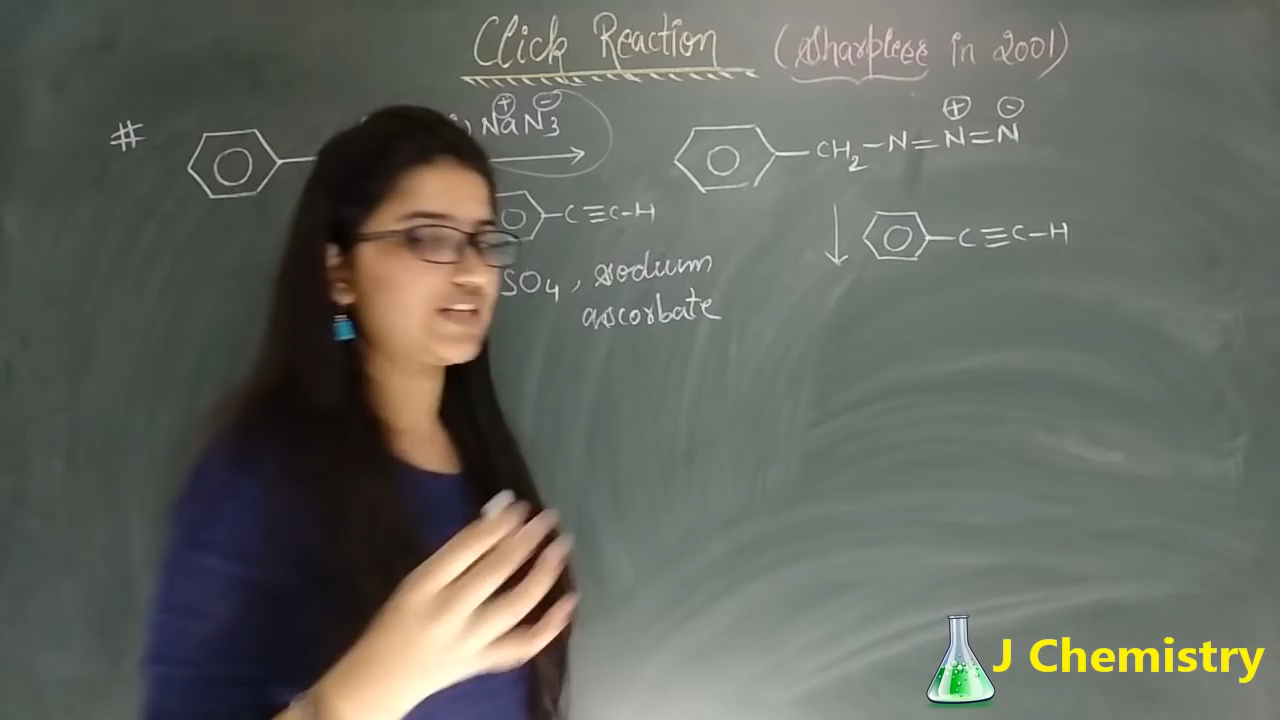 Click Reaction (Sharpless in 2001)
# NaN3
⊕ ⊖
CH2-N=N=N
⊕ ⊖
C≡C-H
C≡C-H
SO4, sodium
ascorbate
J Chemistry